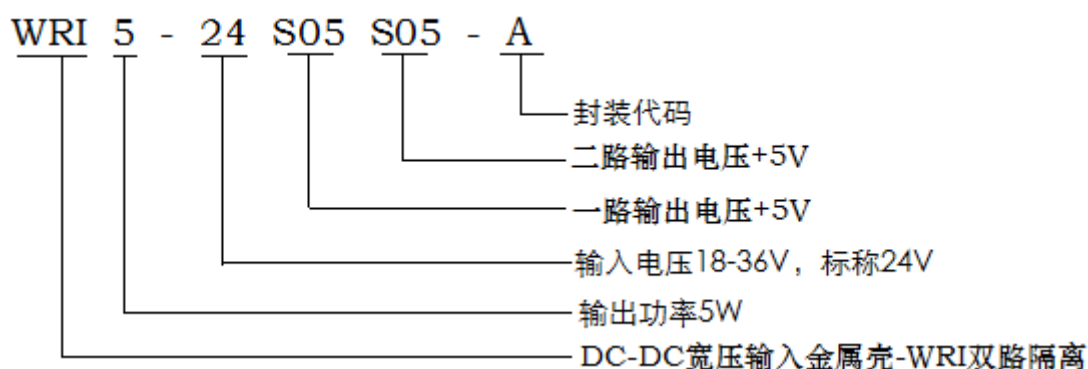 WRI 5 - 24 S05 S05 - A
封装代码
二路输出电压+5V
一路输出电压+5V
输入电压18-36V，标称24V
输出功率5W
DC-DC宽压输入金属壳-WRI双路隔离